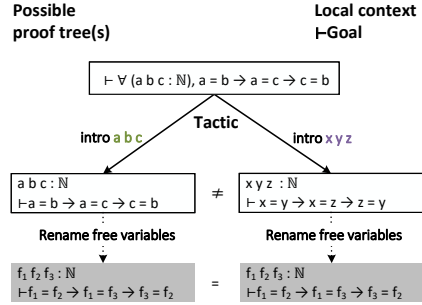 Possible
proof tree(s)
Local context
⊢Goal
⊢ ∀ (a b c : ℕ), a = b → a = c → c = b
Tactic
intro a b c
intro x y z
a b c : ℕ
⊢a = b → a = c → c = b
≠
x y z : ℕ
⊢ x = y → x = z → z = y
Rename free variables
Rename free variables
f₁ f₂ f₃ : ℕ
⊢f₁ = f₂ → f₁ = f₃ → f₃ = f₂
=
f₁ f₂ f₃ : ℕ
⊢f₁ = f₂ → f₁ = f₃ → f₃ = f₂